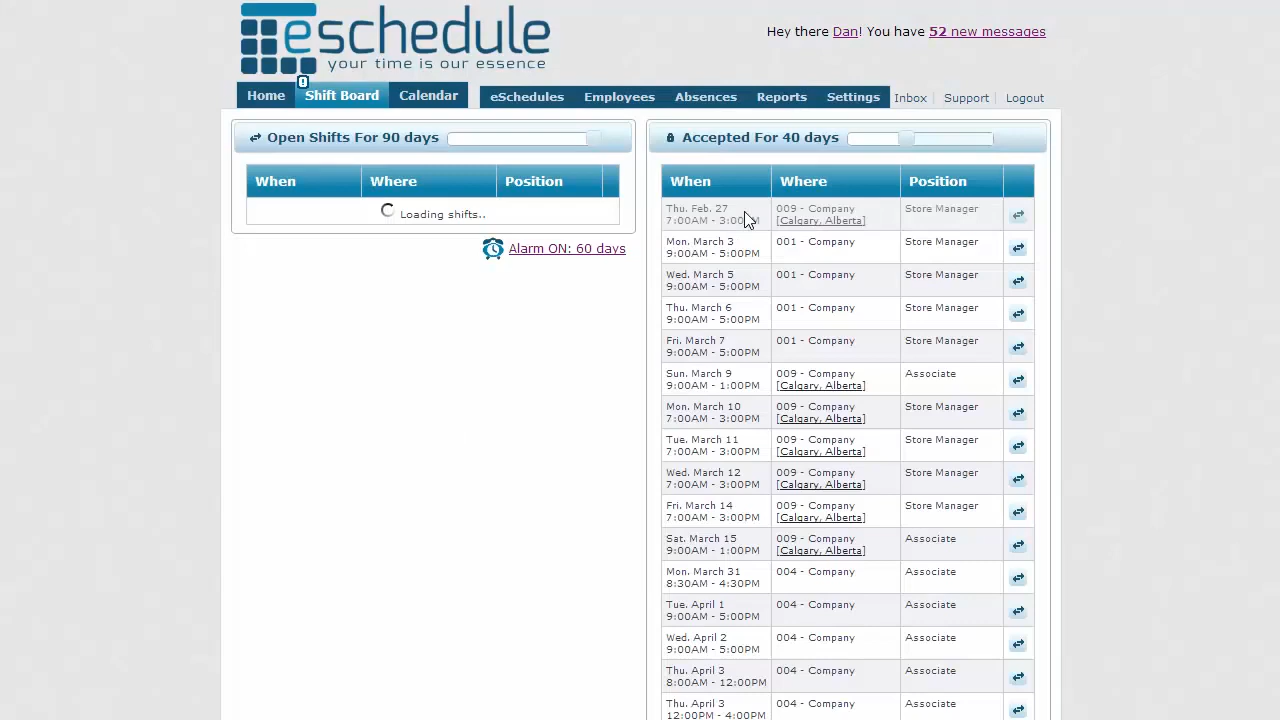 eschedule
your time is our essence
Hey there Dan! You have 52 new messages
Home
Shift Board
Calendar
eSchedules
Employees
Absences
Reports
Settings
Inbox
Support
Logout
Open Shifts For 90 days
When Where Position
Loading shifts..
Alarm ON: 60 days
Accepted For 40 days
When Where Position
Thu. Feb. 27 009 - Company Store Manager
7:00AM - 3:00PM [Calgary, Alberta]
Mon. March 3 001 - Company Store Manager
9:00AM - 5:00PM
Wed. March 5 001 - Company Store Manager
9:00AM - 5:00PM
Thu. March 6 001 - Company Store Manager
9:00AM - 5:00PM
Fri. March 7 001 - Company Store Manager
9:00AM - 5:00PM
Sun. March 9 009 - Company Associate
9:00AM - 1:00PM [Calgary, Alberta]
Mon. March 10 009 - Company Store Manager
7:00AM - 3:00PM [Calgary, Alberta]
Tue. March 11 009 - Company Store Manager
7:00AM - 3:00PM [Calgary, Alberta]
Wed. March 12 009 - Company Store Manager
7:00AM - 3:00PM [Calgary, Alberta]
Fri. March 14 009 - Company Store Manager
7:00AM - 3:00PM [Calgary, Alberta]
Sat. March 15 009 - Company Associate
9:00AM - 1:00PM [Calgary, Alberta]
Mon. March 31 004 - Company Associate
8:30AM - 4:30PM
Tue. April 1 004 - Company Associate
9:00AM - 5:00PM
Wed. April 2 004 - Company Associate
9:00AM - 5:00PM
Thu. April 3 004 - Company Associate
8:00AM - 12:00PM
Thu. April 3 004 - Company Associate
12:00PM - 4:00PM